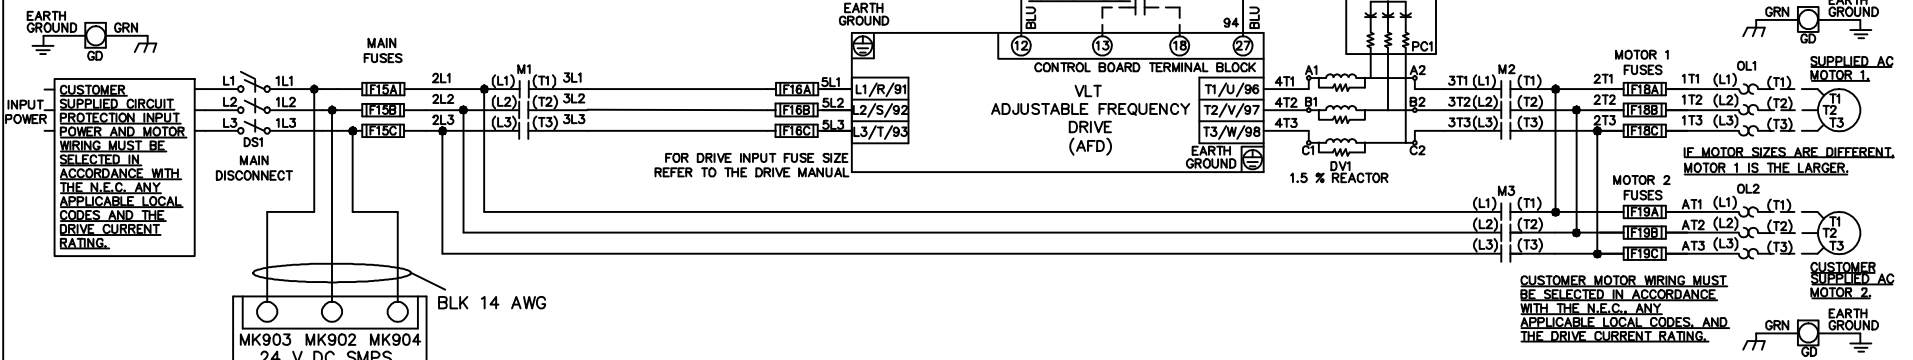 EARTH
GROUND
GRN
GD
INPUT
POWER
CUSTOMER
SUPPLIED CIRCUIT
PROTECTION INPUT
POWER AND MOTOR
WIRING MUST BE
SELECTED IN
ACCORDANCE WITH
THE N.E.C. ANY
APPLICABLE LOCAL
CODES AND THE
DRIVE CURRENT
RATING.
L1
L2
L3
DS1
MAIN
DISCONNECT
1L1
1L2
1L3
MAIN
FUSES
F15A
F15B
F15C
2L1
2L2
2L3
M1
(L1) (T1) 3L1
(L2) (T2) 3L2
(L3) (T3) 3L3
F16A 5L1
F16B 5L2
F16C 5L3
FOR DRIVE INPUT FUSE SIZE
REFER TO THE DRIVE MANUAL
MK903 MK902 MK904
24 V DC SMPS
BLK 14 AWG
EARTH
GROUND
BLU
94
BLU
12
13
18
27
CONTROL BOARD TERMINAL BLOCK
L1/R/91
L2/S/92
L3/T/93
VLT
ADJUSTABLE FREQUENCY
DRIVE
(AFD)
T1/U/96
T2/V/97
T3/W/98
EARTH
GROUND
4T1
4T2
4T3
A1
B1
C1
A2
B2
C2
PC1
DV1
1.5 % REACTOR
3T1 (L1)
3T2(L2)
3T3(L3)
M2
(T1)
(T2)
(T3)
2T1
2T2
2T3
MOTOR 1
FUSES
F18A
F18B
F18C
1T1 (L1)
1T2 (L2)
1T3 (L3)
OL1
(T1)
(T2)
(T3)
T1
T2
T3
GRN
GD
EARTH
GROUND
SUPPLIED AC
MOTOR 1.
IF MOTOR SIZES ARE DIFFERENT,
MOTOR 1 IS THE LARGER.
M3
(L1) (T1)
(L2) (T2)
(L3) (T3)
MOTOR 2
FUSES
F19A
F19B
F19C
AT1 (L1)
AT2 (L2)
AT3 (L3)
OL2
(T1)
(T2)
(T3)
T1
T2
T3
CUSTOMER
SUPPLIED AC
MOTOR 2.
CUSTOMER MOTOR WIRING MUST
BE SELECTED IN ACCORDANCE
WITH THE N.E.C., ANY
APPLICABLE LOCAL CODES, AND
THE DRIVE CURRENT RATING.
GRN
GD
EARTH
GROUND